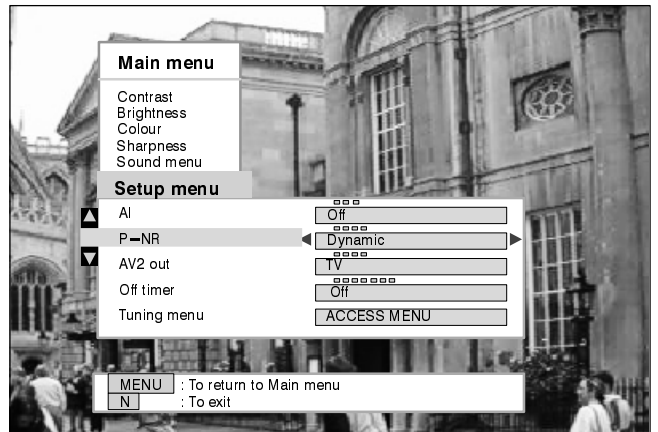 Main menu
Contrast
Brightness
Colour
Sharpness
Sound menu
Setup menu
AI Off
P-NR Dynamic
AV2 out TV
Off timer Off
Tuning menu ACCESS MENU
MENU : To return to Main menu
N : To exit